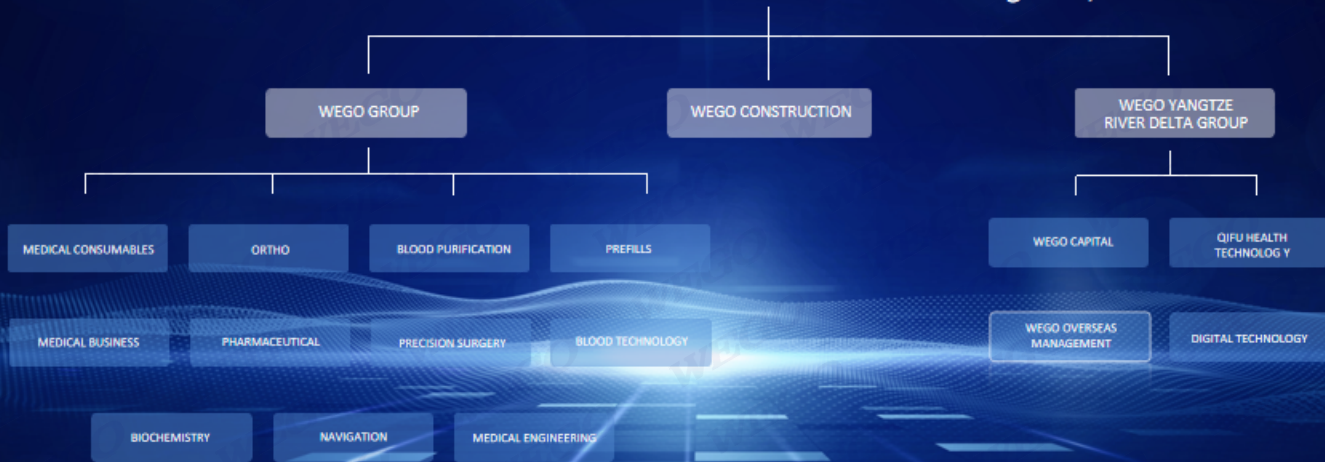 WEGO GROUP
WEGO CONSTRUCTION
WEGO YANGTZE
RIVER DELTA GROUP
MEDICAL CONSUMABLES
ORTHO
BLOOD PURIFICATION
PREFILLS
WEGO CAPITAL
QIFU HEALTH
TECHNOLOG Y
MEDICAL BUSINESS
PHARMACEUTICAL
PRECISION SURGERY
BLOOD TECHNOLOGY
WEGO OVERSEAS
MANAGEMENT
DIGITAL TECHNOLOGY
BIOCHEMISTRY
NAVIGATION
MEDICAL ENGINEERING